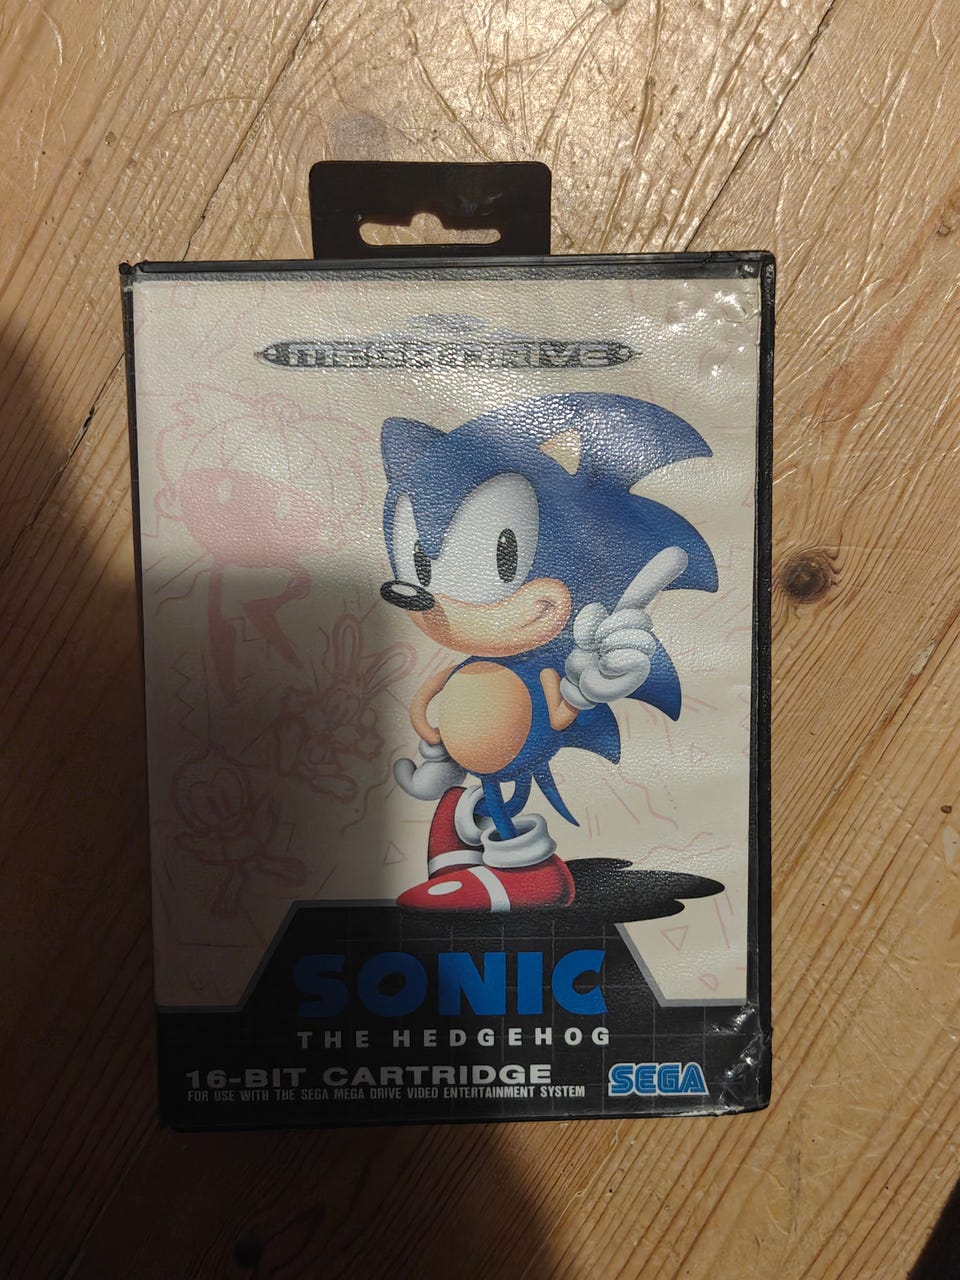 MEGA DRIVE
SONIC
THE HEDGEHOG
16-BIT CARTRIDGE
FOR USE WITH THE SEGA MEGA DRIVE VIDEO ENTERTAINMENT SYSTEM
SEGA